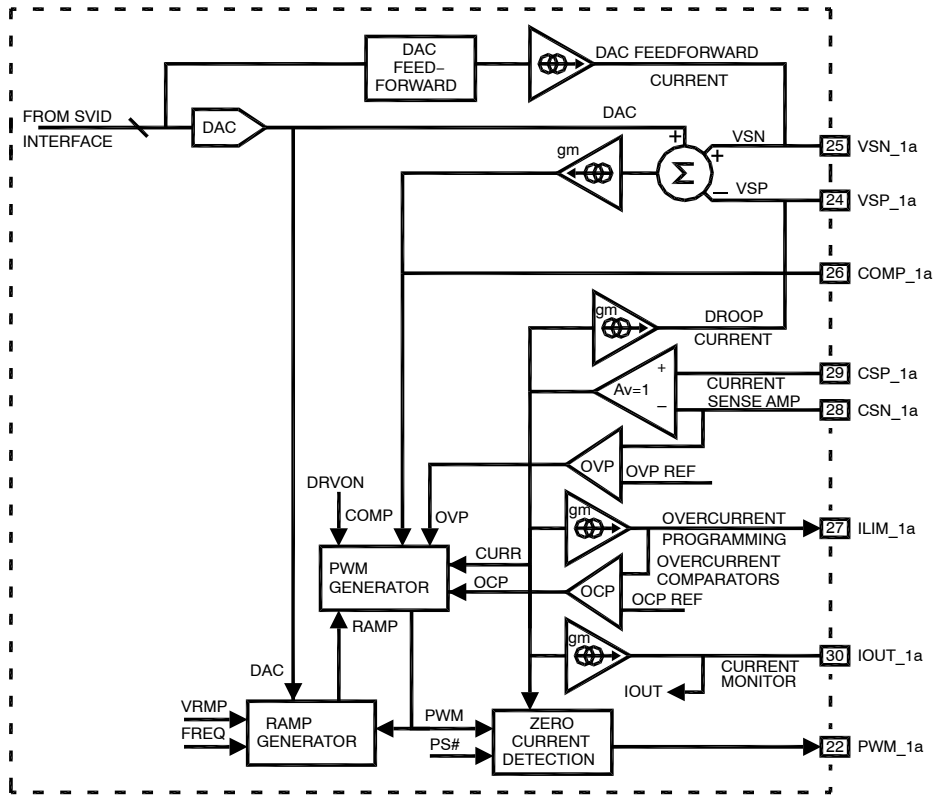 DAC
FEED–
FORWARD
DAC FEEDFORWARD
CURRENT
FROM SVID
INTERFACE
DAC
DAC
+
VSN
+
25
VSN_1a
gm
Σ
– VSP
24
VSP_1a
26
COMP_1a
gm
DROOP
CURRENT
29
CSP_1a
+
Av=1
–
CURRENT
SENSE AMP
28
CSN_1a
OVP
OVP REF
DRVON
COMP
OVP
gm
OVERCURRENT
PROGRAMMING
27
ILIM_1a
PWM
GENERATOR
CURR
OCP
OVERCURRENT
COMPARATORS
OCP
OCP REF
RAMP
gm
30
IOUT_1a
CURRENT
MONITOR
IOUT
DAC
VRMP
FREQ
RAMP
GENERATOR
PWM
PS#
ZERO
CURRENT
DETECTION
22
PWM_1a